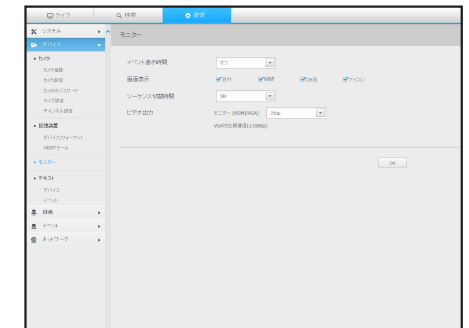 ライブ
検索
設定
システム
デバイス
モニター
カメラ
カメラ登録
カメラ設定
カメラのパスワード
ライブ設定
チャンネル設定
記憶装置
デバイス/フォーマット
HDDアラーム
モニター
テキスト
デバイス
イベント
録画
イベント
ネットワーク
イベント表示時間 オフ
画面表示 日付 時間 CH名 アイコン
シーケンス切替時間 5秒
ビデオ出力 モニター (HDMI/VGA) 720p
OK